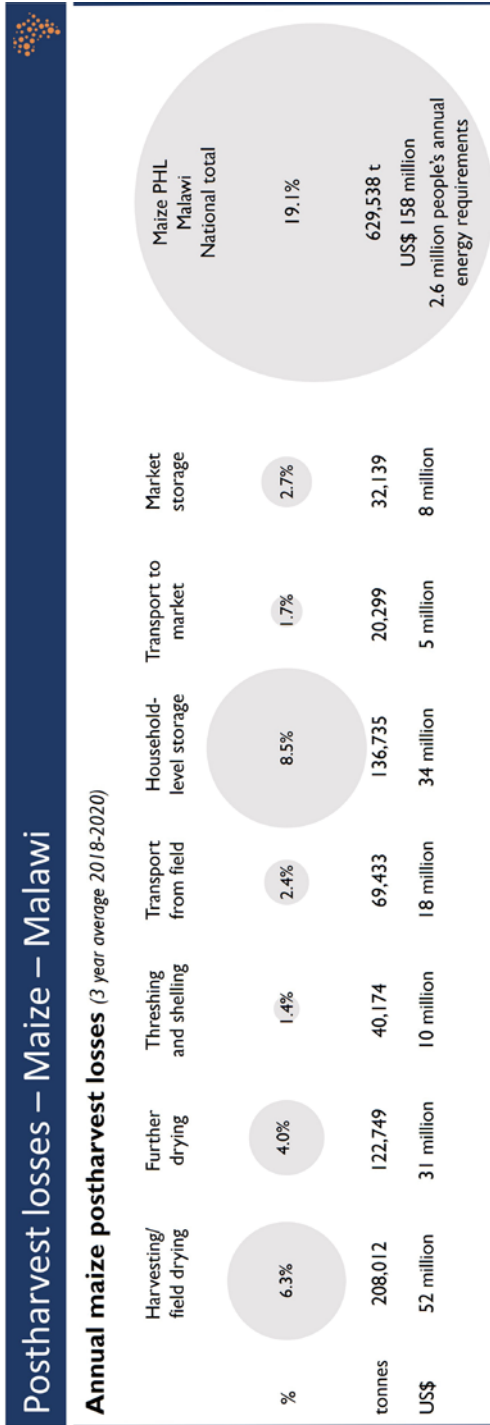 Postharvest losses – Maize – Malawi
Annual maize postharvest losses (3 year average 2018-2020)
Harvesting/
field drying
Further
drying
Threshing
and shelling
Transport
from field
Household-
level storage
Transport to
market
Market
storage
Maize PHL
Malawi
National total
% 6.3% 4.0% 1.4% 2.4% 8.5% 1.7% 2.7% 19.1%
tonnes 208,012 122,749 40,174 69,433 136,735 20,299 32,139 629,538 t
US$ 52 million 31 million 10 million 18 million 34 million 5 million 8 million US$ 158 million
2.6 million people's annual
energy requirements